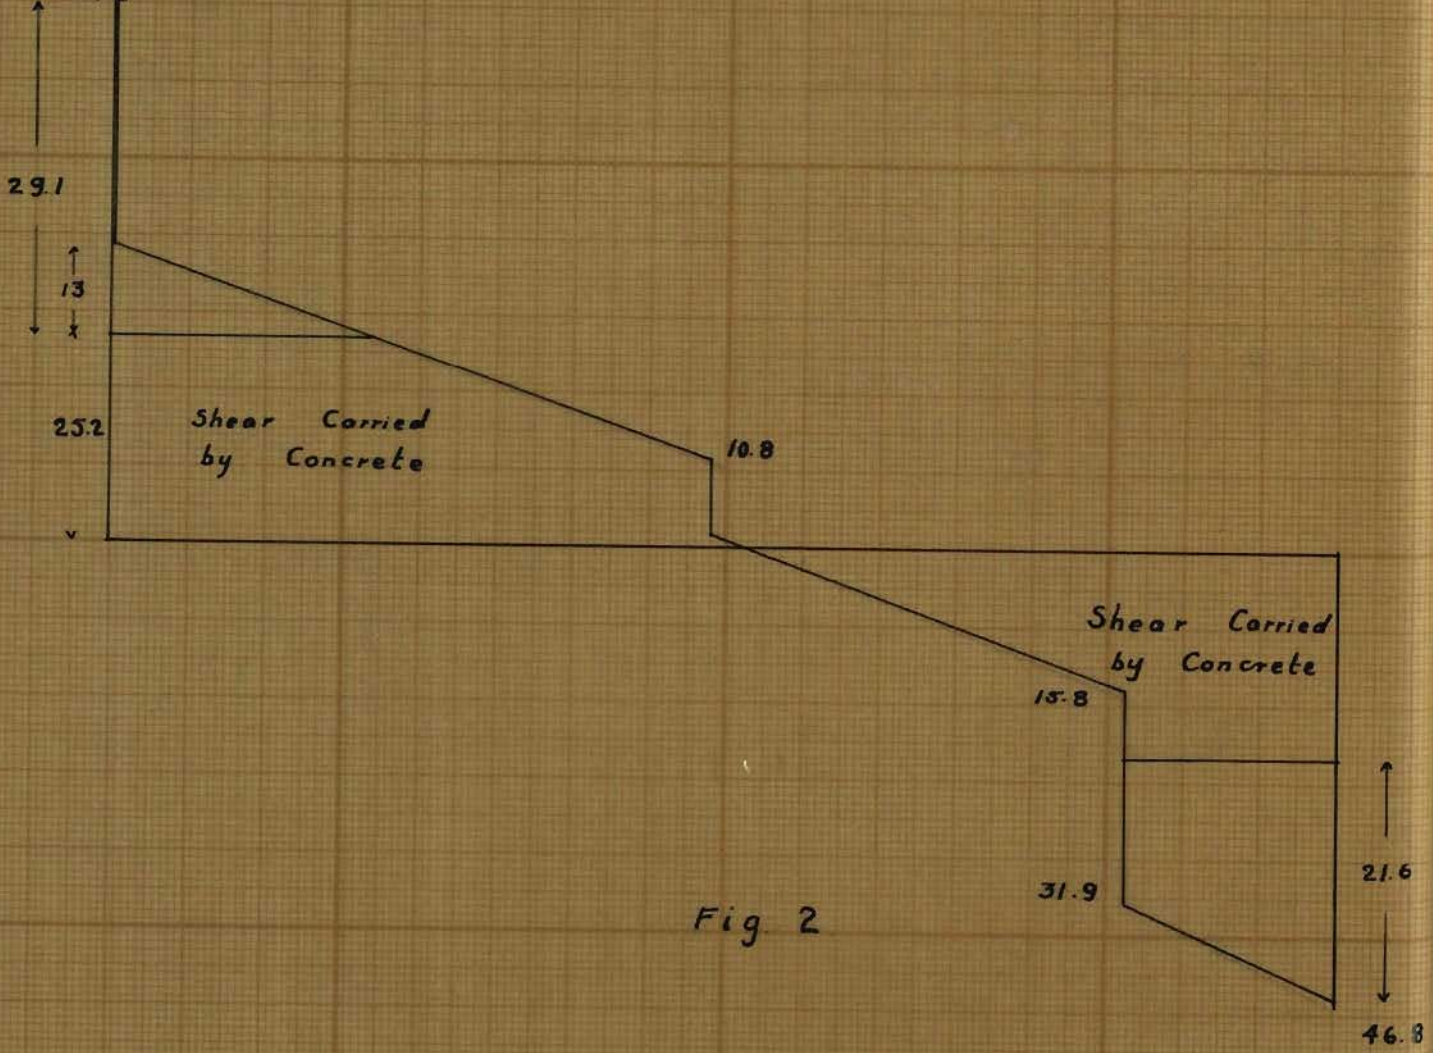 29.1
13
25.2
Shear Carried
by Concrete
10.8
Shear Carried
by Concrete
15.8
31.9
21.6
Fig. 2
46.8